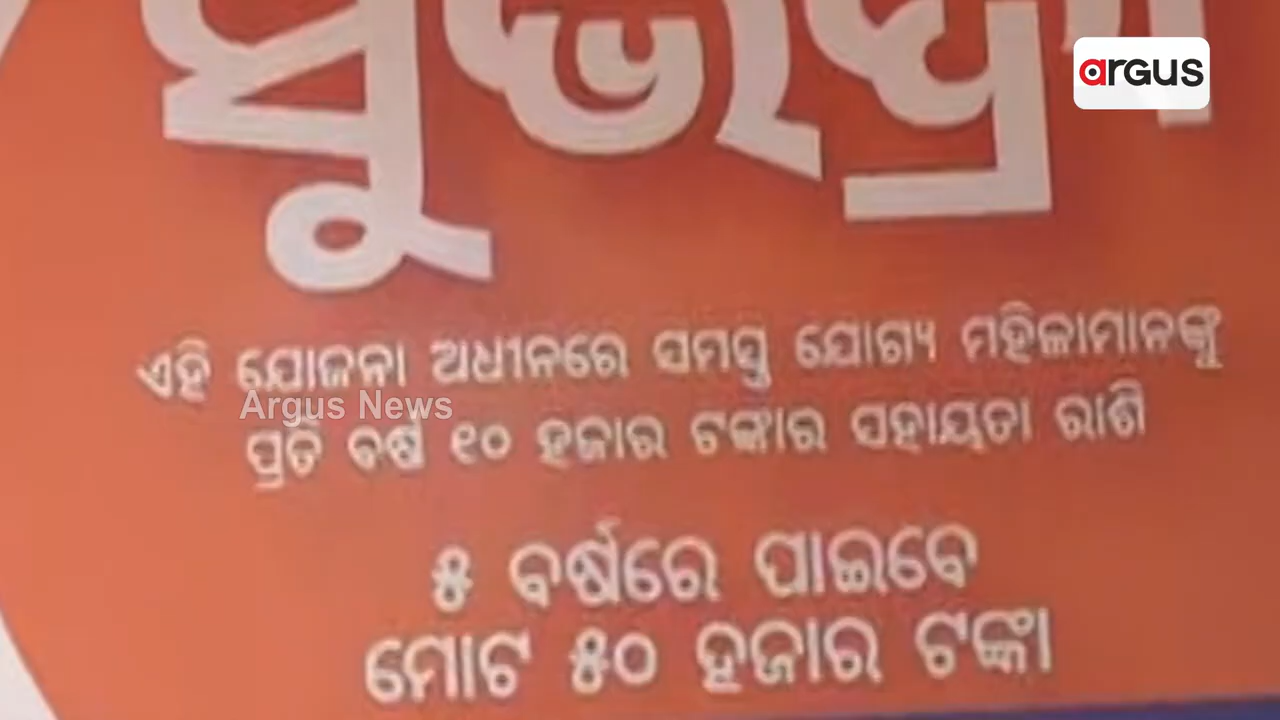 ସୁଭଦ୍ରା
argus
ଏହି ଯୋଜନା ଅଧୀନରେ ସମସ୍ତ ଯୋଗ୍ୟ ମହିଳାମାନଙ୍କୁ
Argus News
ପ୍ରତି ବର୍ଷ ୧୦ ହଜାର ଟଙ୍କାର ସହାୟତା ରାଶି
୫ ବର୍ଷରେ ପାଇବେ
ମୋଟ ୫୦ ହଜାର ଟଙ୍କା